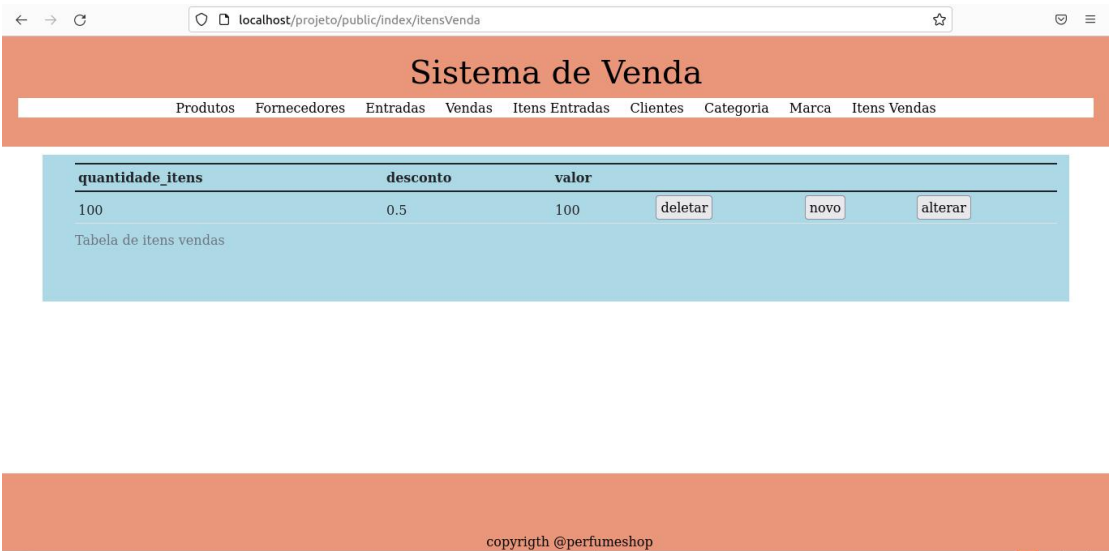 localhost/projeto/public/index/itensVenda
Sistema de Venda
Produtos Fornecedores Entradas Vendas Itens Entradas Clientes Categoria Marca Itens Vendas
quantidade_itens desconto valor
100 0.5 100 deletar novo alterar
Tabela de itens vendas
copyrigth @perfumeshop